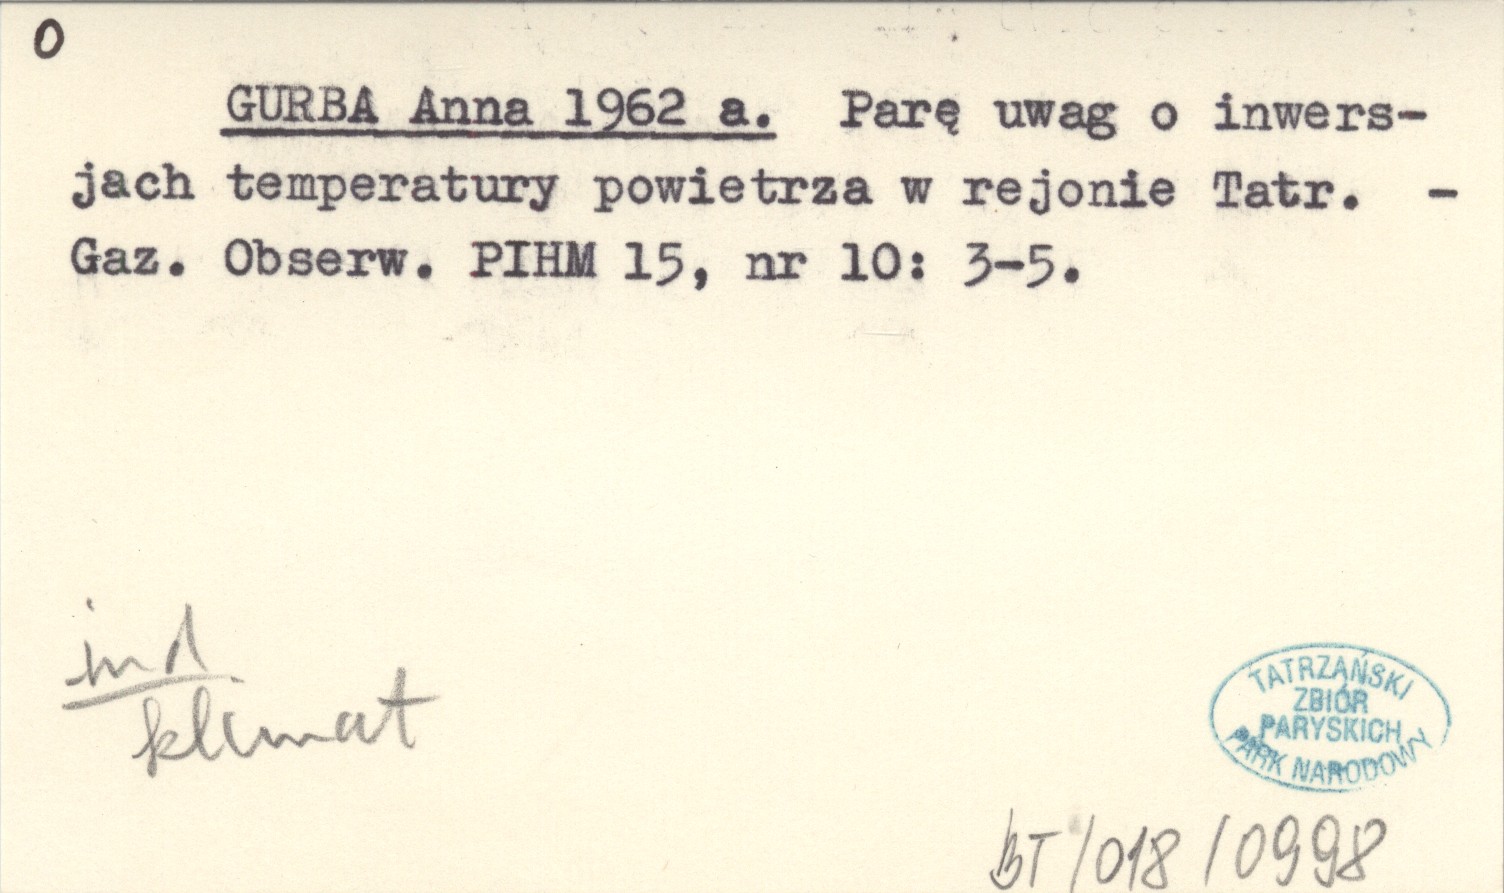 0
GURBA Anna 1962 a. Parę uwag o inwers-
jach temperatury powietrza w rejonie Tatr. -
Gaz. Obserw. PIHM 15, nr 10: 3-5.
ind
klimat
TATRZAŃSKI
ZBIÓR
PARYSKICH
PARK NARODOWY
BT/018/0998